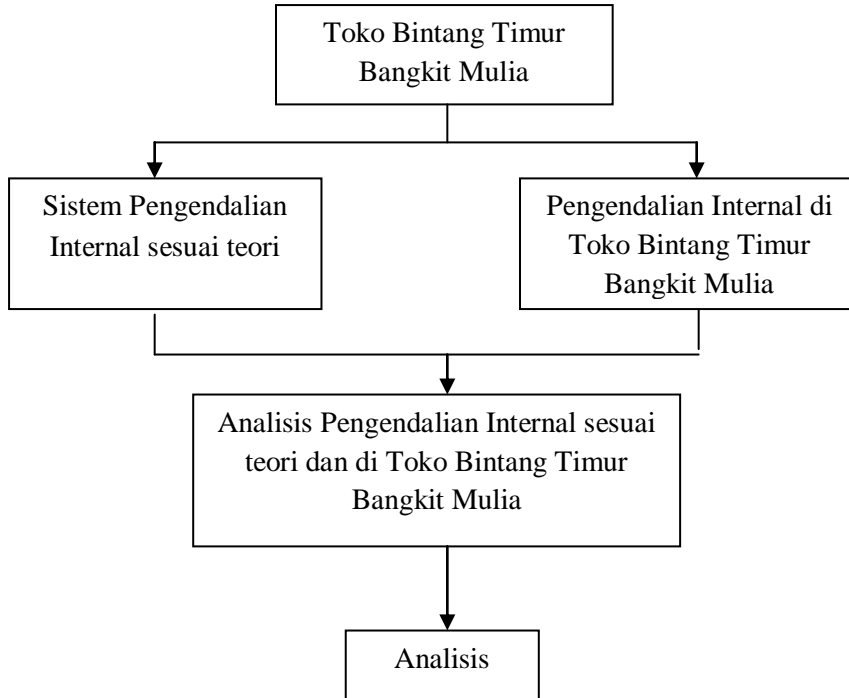 Toko Bintang Timur
Bangkit Mulia
Sistem Pengendalian
Internal sesuai teori
Pengendalian Internal di
Toko Bintang Timur
Bangkit Mulia
Analisis Pengendalian Internal sesuai
teori dan di Toko Bintang Timur
Bangkit Mulia
Analisis